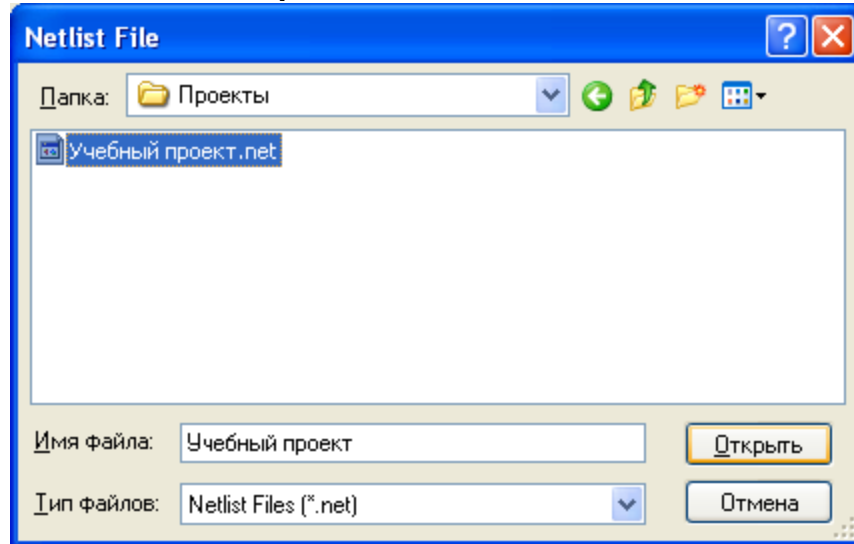 Netlist File
Папка: Проекты
Учебный проект.net
Имя файла: Учебный проект Открыть
Тип файлов: Netlist Files (*.net) Отмена